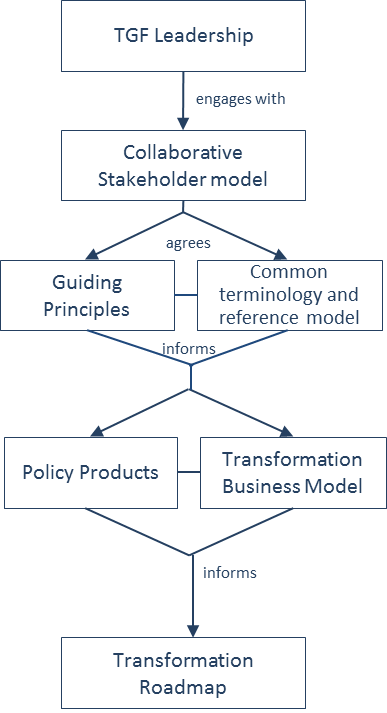 TGF Leadership
engages with
Collaborative
Stakeholder model
agrees
Guiding
Principles
Common
terminology and
reference model
informs
Policy Products
Transformation
Business Model
informs
Transformation
Roadmap